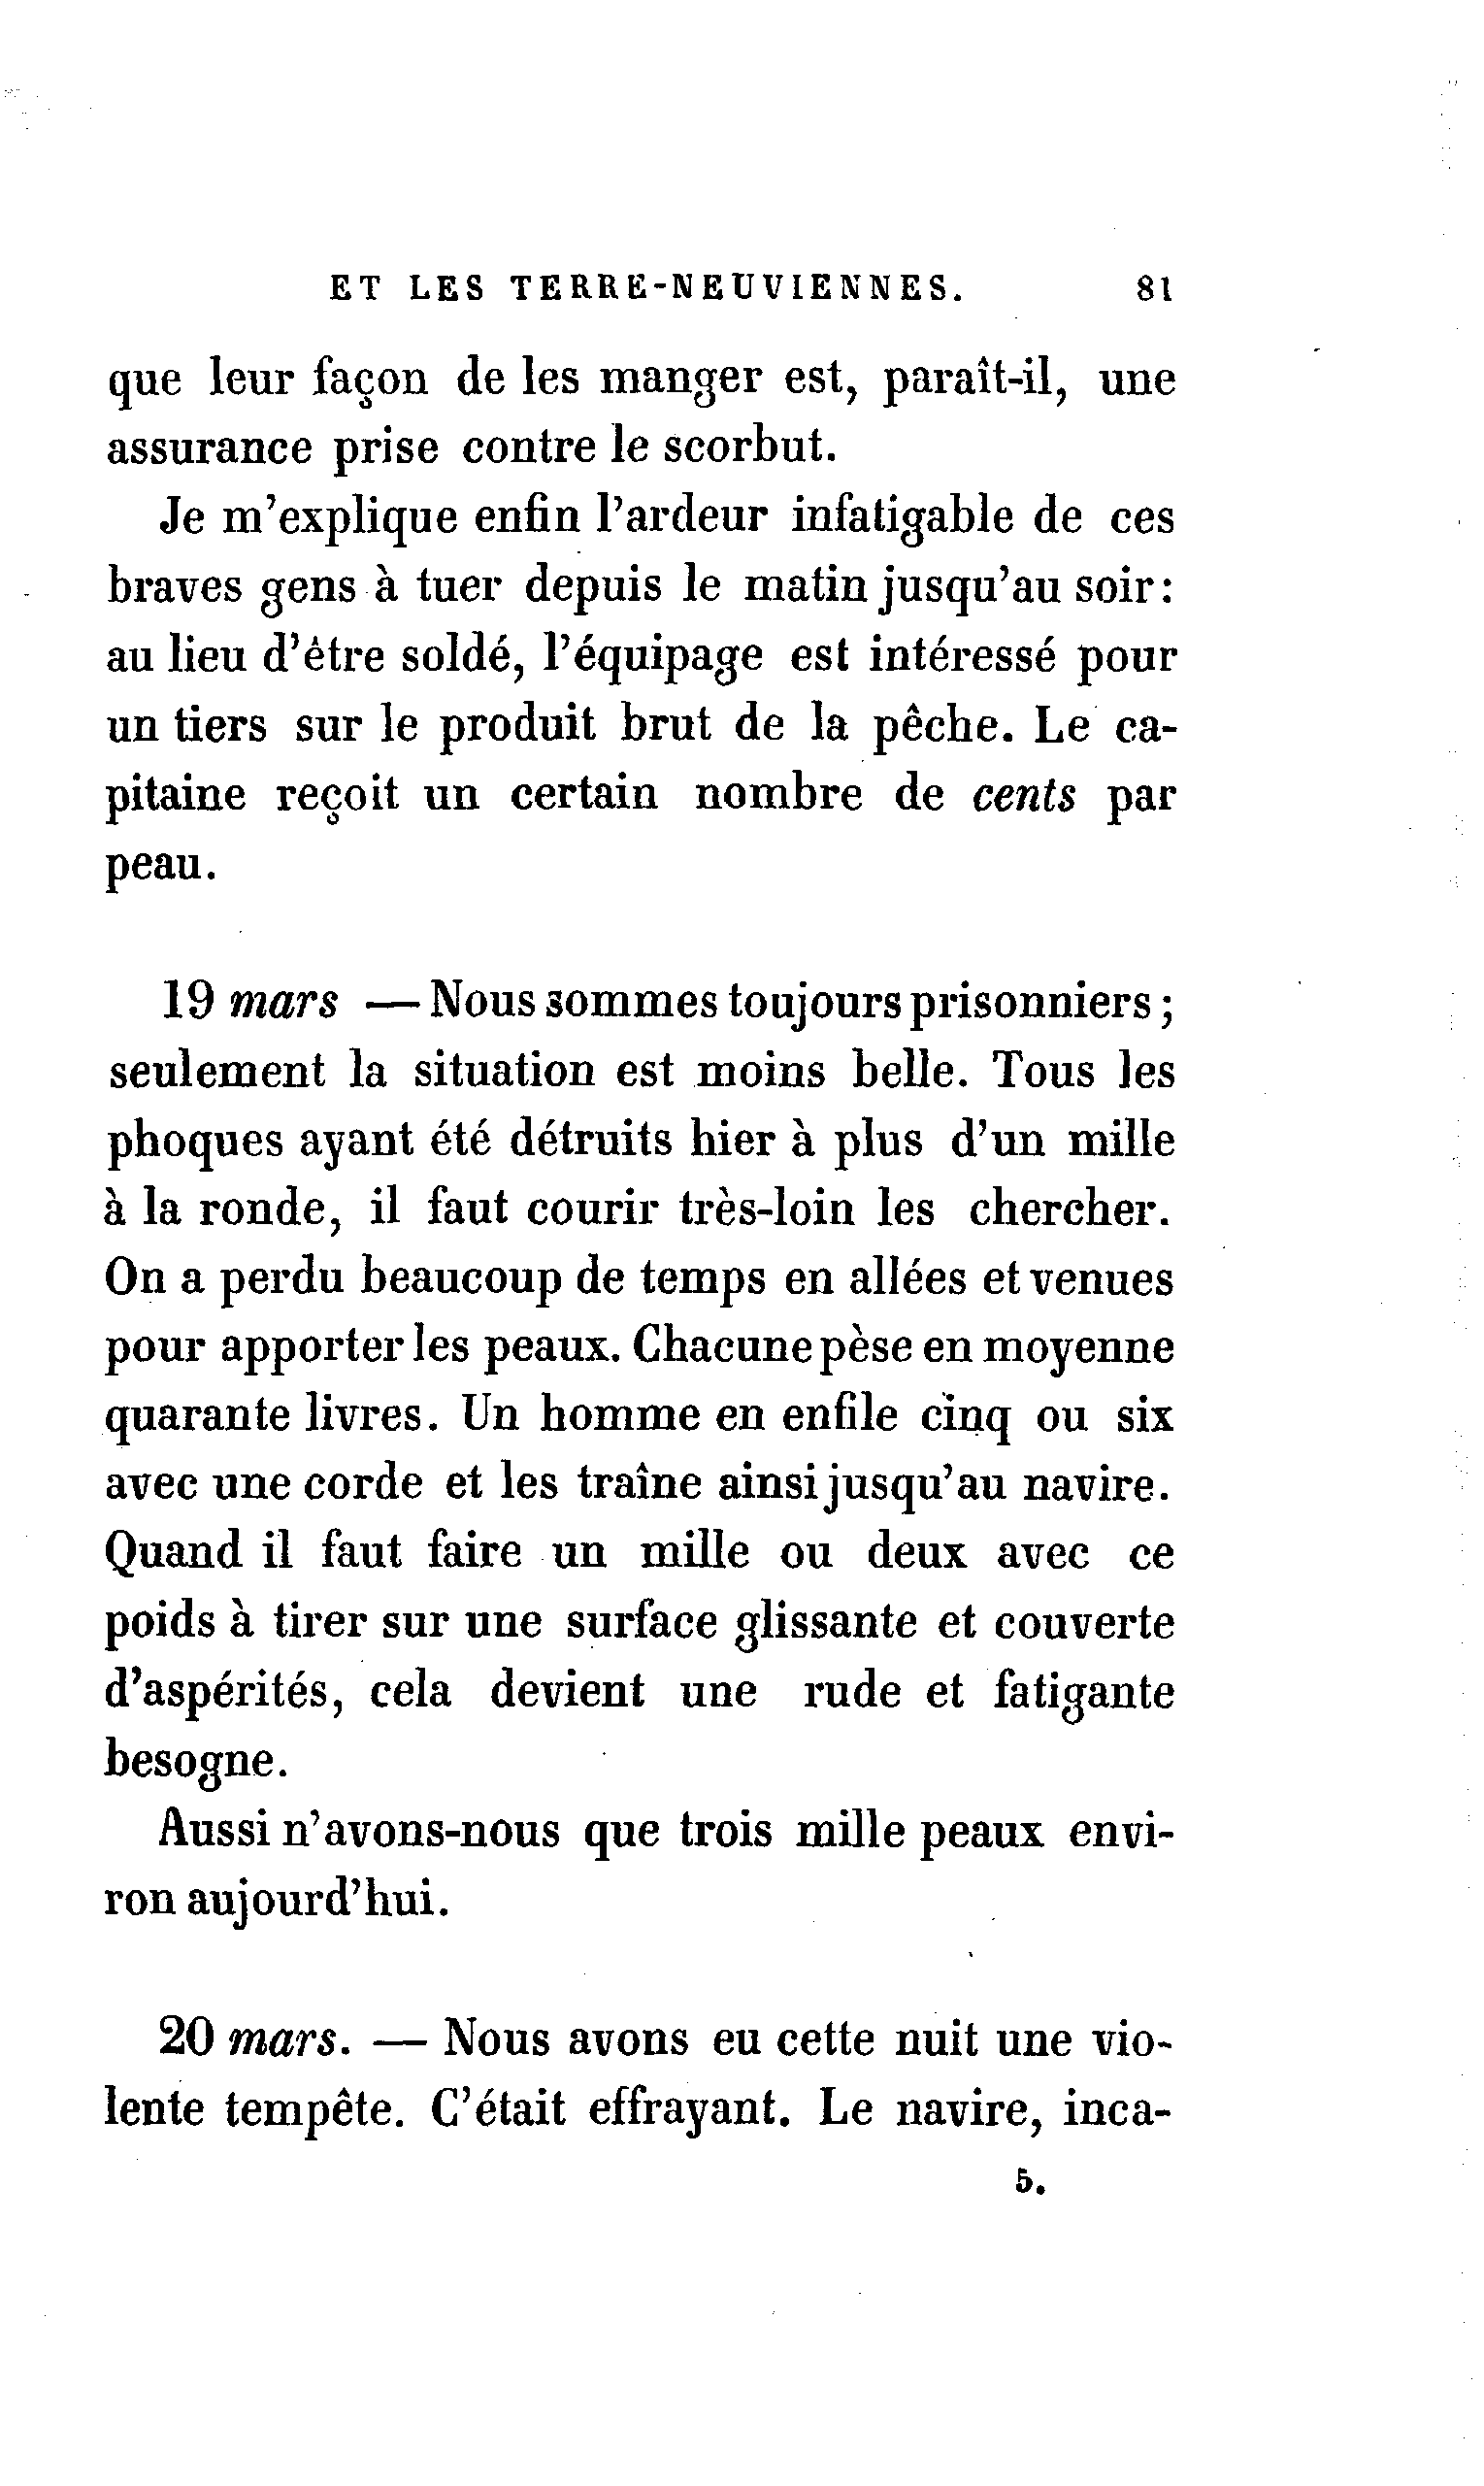 ET LES TERRE-NEUVIENNES. 81
que leur façon de les manger est, paraît-il, une
assurance prise contre le scorbut.
Je m'explique enfin l'ardeur infatigable de ces
braves gens à tuer depuis le matin jusqu'au soir:
au lieu d'être soldé, l'équipage est intéressé pour
un tiers sur le produit brut de la pêche. Le ca-
pitaine reçoit un certain nombre de cents par
peau.
19 mars — Nous sommes toujours prisonniers;
seulement la situation est moins belle. Tous les
phoques ayant été détruits hier à plus d'un mille
à la ronde, il faut courir très-loin les chercher.
On a perdu beaucoup de temps en allées et venues
pour apporter les peaux. Chacune pèse en moyenne
quarante livres. Un homme en enfile cinq ou six
avec une corde et les traîne ainsi jusqu'au navire.
Quand il faut faire un mille ou deux avec ce
poids à tirer sur une surface glissante et couverte
d'aspérités, cela devient une rude et fatigante
besogne.
Aussi n'avons-nous que trois mille peaux envi-
ron aujourd'hui.
20 mars. — Nous avons eu cette nuit une vio-
lente tempête. C'était effrayant. Le navire, inca-
5.